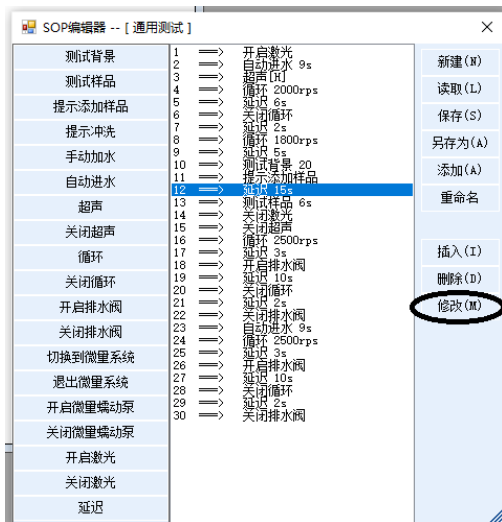 SOP编辑器 -- [ 通用测试 ]
测试背景
测试样品
提示添加样品
提示冲洗
手动加水
自动进水
超声
关闭超声
循环
关闭循环
开启排水阀
关闭排水阀
切换到微量系统
退出微量系统
开启微量蠕动泵
关闭微量蠕动泵
开启激光
关闭激光
延迟
1 ==> 开启激光
2 ==> 自动进水 9s
3 ==> 超声[H]
4 ==> 循环 2000rps
5 ==> 延迟 6s
6 ==> 关闭循环
7 ==> 延迟 2s
8 ==> 循环 1800rps
9 ==> 延迟 5s
10 ==> 测试背景 20
11 ==> 提示添加样品
12 ==> 延迟 15s
13 ==> 测试样品 6s
14 ==> 关闭激光
15 ==> 关闭超声
16 ==> 循环 2500rps
17 ==> 延迟 3s
18 ==> 开启排水阀
19 ==> 延迟 10s
20 ==> 关闭循环
21 ==> 延迟 2s
22 ==> 关闭排水阀
23 ==> 自动进水 9s
24 ==> 循环 2500rps
25 ==> 延迟 3s
26 ==> 开启排水阀
27 ==> 延迟 10s
28 ==> 关闭循环
29 ==> 延迟 2s
30 ==> 关闭排水阀
新建(N)
读取(L)
保存(S)
另存为(A)
添加(A)
重命名
插入(I)
删除(D)
修改(M)